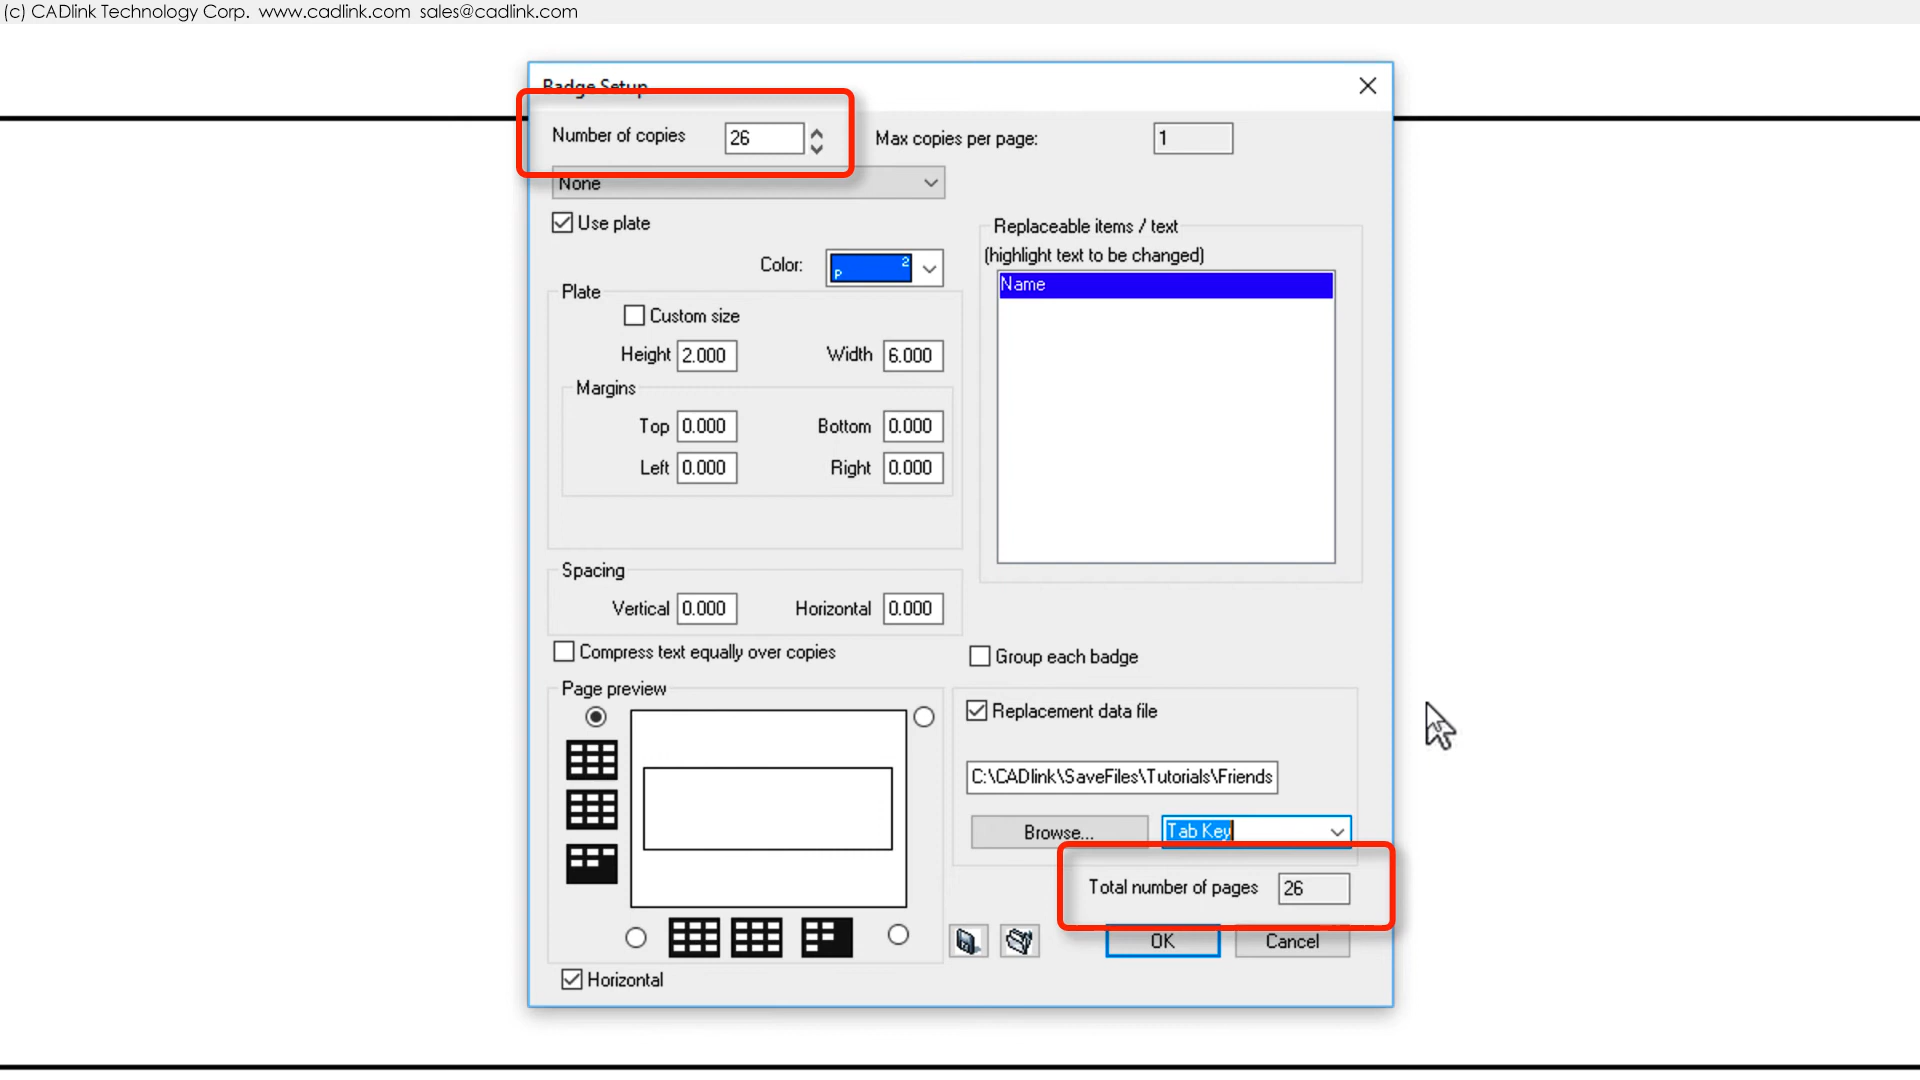 (c) CADlink Technology Corp. www.cadlink.com sales@cadlink.com
Badge Setup
Number of copies 26 Max copies per page: 1
None
Use plate
Color: P 2
Plate
Custom size
Height 2.000 Width 6.000
Margins
Top 0.000 Bottom 0.000
Left 0.000 Right 0.000
Spacing
Vertical 0.000 Horizontal 0.000
Compress text equally over copies
Page preview
Horizontal
Replaceable items / text
(highlight text to be changed)
Name
Group each badge
Replacement data file
C:\CADlink\SaveFiles\Tutorials\Friends
Browse... Tab Key
Total number of pages 26
OK Cancel